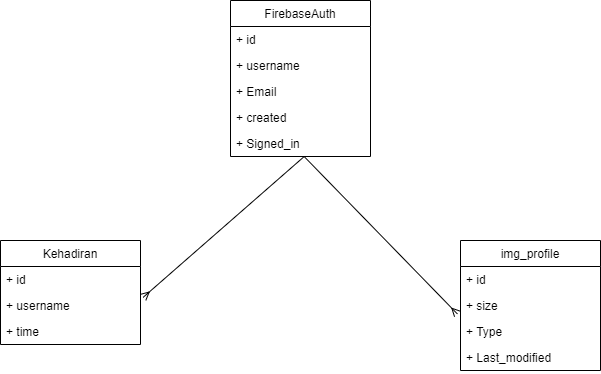 FirebaseAuth
+ id
+ username
+ Email
+ created
+ Signed_in
Kehadiran
+ id
+ username
+ time
img_profile
+ id
+ size
+ Type
+ Last_modified